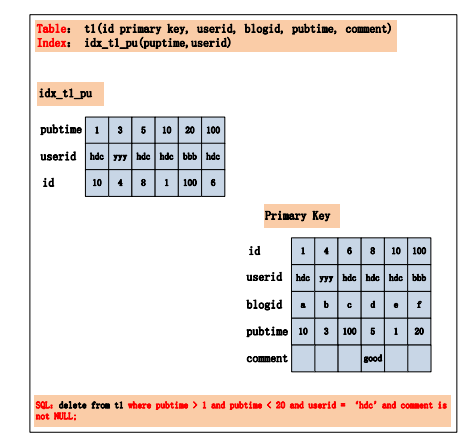 Table: t1(id primary key, userid, blogid, pubtime, comment)
Index: idx_t1_pu(puptime,userid)
idx_t1_pu
pubtime 1 3 5 10 20 100
userid hdc yyy hdc hdc bbb hdc
id 10 4 8 1 100 6
Primary Key
id 1 4 6 8 10 100
userid hdc yyy hdc hdc hdc bbb
blogid a b c d e f
pubtime 10 3 100 5 1 20
comment good
SQL: delete from t1 where pubtime > 1 and pubtime < 20 and userid = 'hdc' and comment is
not NULL;